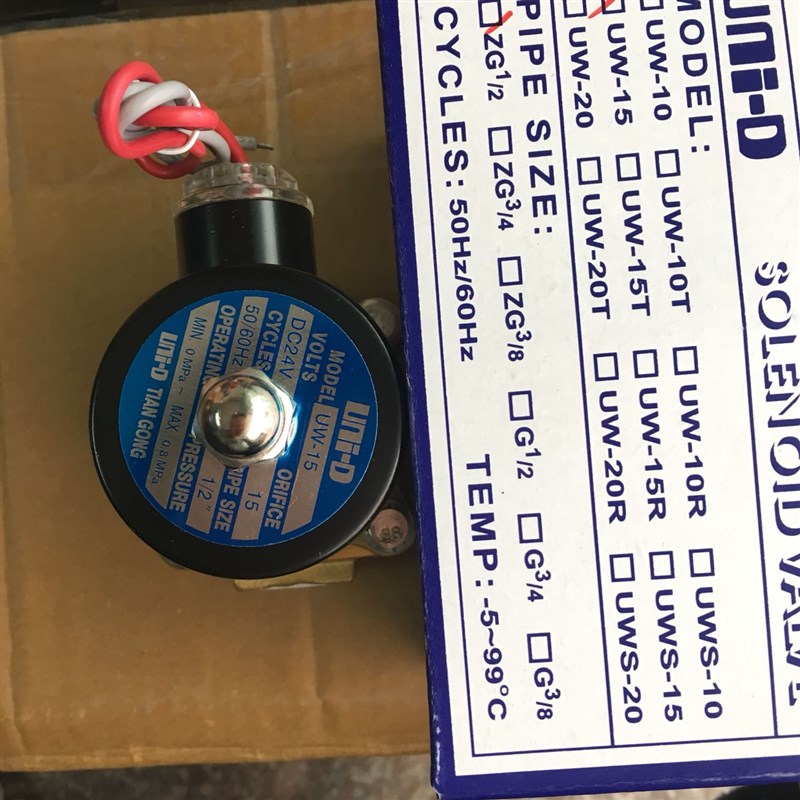 UNI-D
MODEL UW-15
VOLTS ORIFICE
DC24V 15
CYCLES PIPE SIZE
50/60Hz 1/2"
OPERATING PRESSURE
MIN 0 MPa ~ MAX 0.8 MPa
UNI-D TIAN GONG
UNI-D SOLENOID VALVE
MODEL:
UW-10 UW-10T UW-10R UWS-10
UW-15 UW-15T UW-15R UWS-15
UW-20 UW-20T UW-20R UWS-20
PIPE SIZE:
ZG1/2 ZG3/4 ZG3/8 G1/2 G3/4 G3/8
CYCLES: 50Hz/60Hz TEMP: -5~99°C